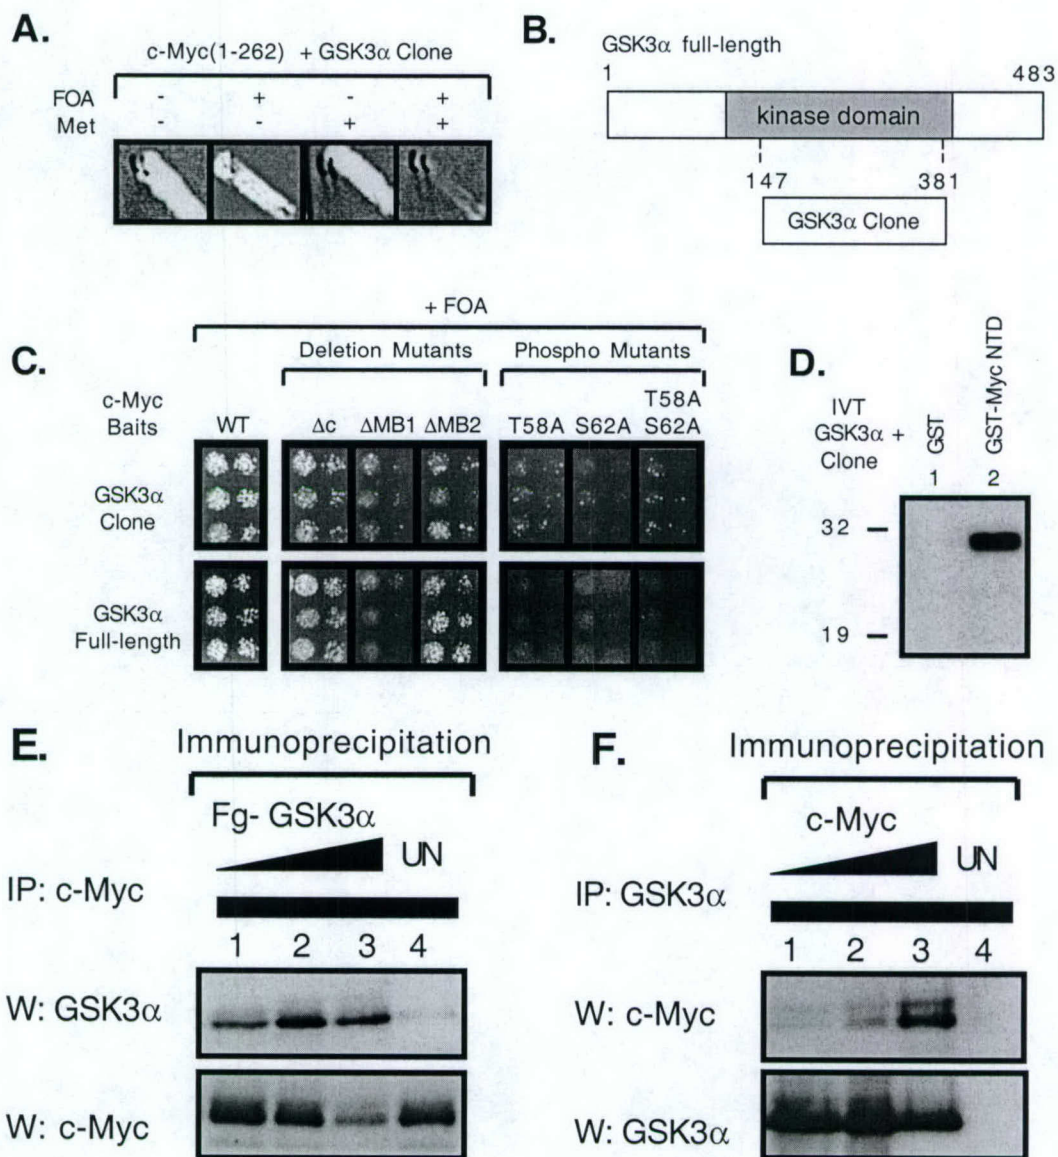 A.
c-Myc(1-262) + GSK3α Clone
FOA - + - +
Met - - + +
B.
GSK3α full-length
1 483
kinase domain
147 381
GSK3α Clone
C.
+ FOA
Deletion Mutants Phospho Mutants
c-Myc Baits
WT Δc ΔMB1 ΔMB2 T58A S62A T58A S62A
GSK3α Clone
GSK3α Full-length
D.
IVT GSK3α + Clone
GST
GST-Myc NTD
1 2
32
19
E.
Immunoprecipitation
Fg- GSK3α
UN
IP: c-Myc
1 2 3 4
W: GSK3α
W: c-Myc
F.
Immunoprecipitation
c-Myc
UN
IP: GSK3α
1 2 3 4
W: c-Myc
W: GSK3α